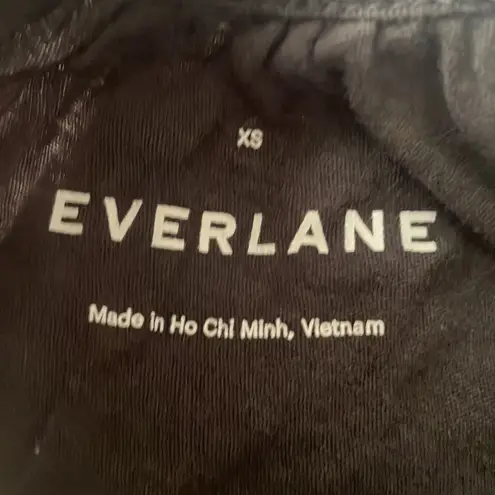 XS
EVERLANE
Made in Ho Chi Minh, Vietnam